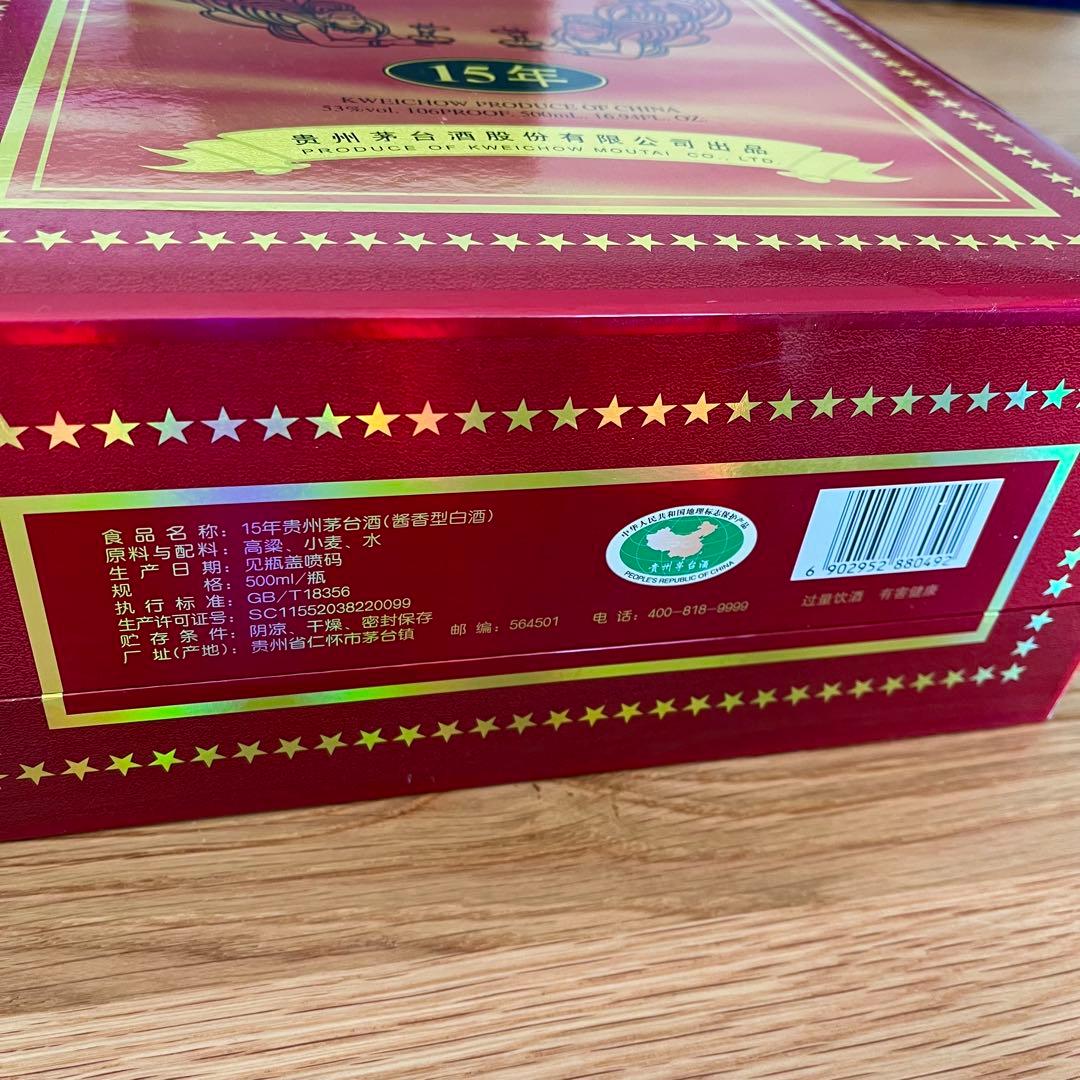 15年
KWEICHOW PRODUCE OF CHINA
53%vol. 106PROOF. 500mL. 16.94FL. OZ.
贵州茅台酒股份有限公司出品
PRODUCE OF KWEICHOW MOUTAI CO., LTD.
食品名称：15年贵州茅台酒(酱香型白酒)
原料与配料：高粱、小麦、水
生产日期：见瓶盖喷码
规格：500ml/瓶
执行标准：GB/T18356
生产许可证号：SC11552038220099
贮存条件：阴凉、干燥、密封保存
厂址(产地)：贵州省仁怀市茅台镇 邮编：564501 电话：400-818-9999
中华人民共和国地理标志保护产品
贵州茅台酒
PEOPLE'S REPUBLIC OF CHINA
6 902952 880492
过量饮酒 有害健康